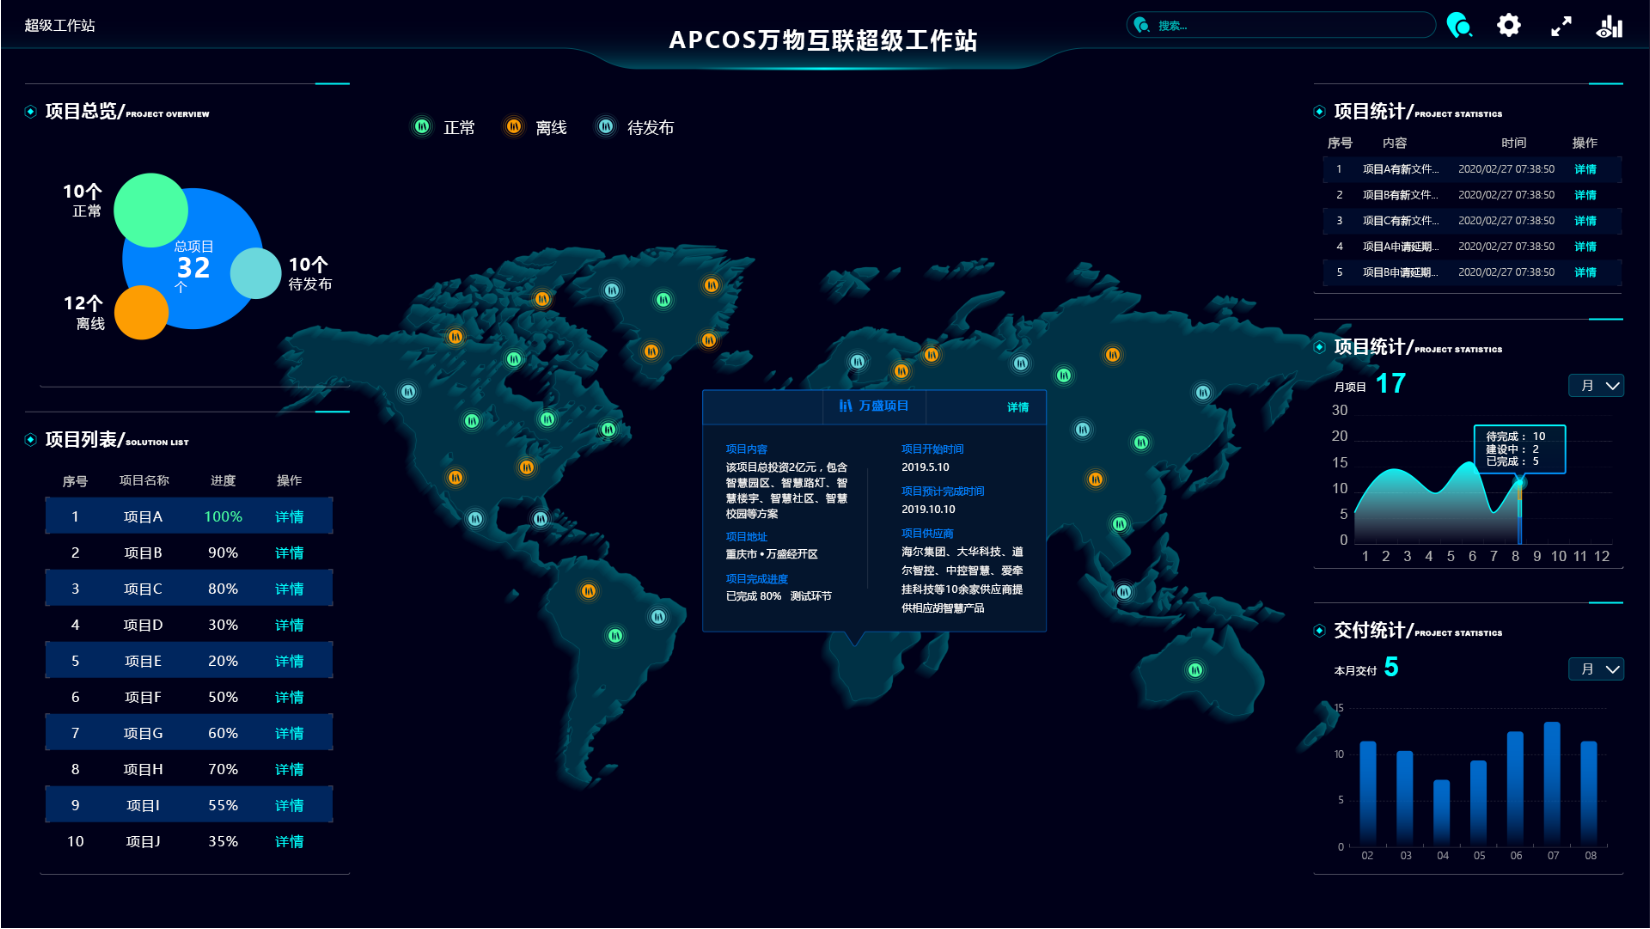 超级工作站
APCOS万物互联超级工作站
搜索...
项目总览/PROJECT OVERVIEW
10个
正常
总项目
32
个
10个
待发布
12个
离线
正常
离线
待发布
项目列表/SOLUTION LIST
序号 项目名称 进度 操作
1 项目A 100% 详情
2 项目B 90% 详情
3 项目C 80% 详情
4 项目D 30% 详情
5 项目E 20% 详情
6 项目F 50% 详情
7 项目G 60% 详情
8 项目H 70% 详情
9 项目I 55% 详情
10 项目J 35% 详情
万盛项目
详情
项目内容
该项目总投资2亿元，包含
智慧园区、智慧路灯、智
慧楼宇、智慧社区、智慧
校园等方案
项目地址
重庆市•万盛经开区
项目完成进度
已完成 80% 测试环节
项目开始时间
2019.5.10
项目预计完成时间
2019.10.10
项目供应商
海尔集团、大华科技、道
尔智控、中控智慧、爱牵
挂科技等10余家供应商提
供相应胡智慧产品
项目统计/PROJECT STATISTICS
序号 内容 时间 操作
1 项目A有新文件... 2020/02/27 07:38:50 详情
2 项目B有新文件... 2020/02/27 07:38:50 详情
3 项目C有新文件... 2020/02/27 07:38:50 详情
4 项目A申请延期... 2020/02/27 07:38:50 详情
5 项目B申请延期... 2020/02/27 07:38:50 详情
项目统计/PROJECT STATISTICS
月项目 17
月
30
20
15
10
5
0
待完成： 10
建设中： 2
已完成： 5
1 2 3 4 5 6 7 8 9 10 11 12
交付统计/PROJECT STATISTICS
本月交付 5
月
15
10
5
0
02 03 04 05 06 07 08